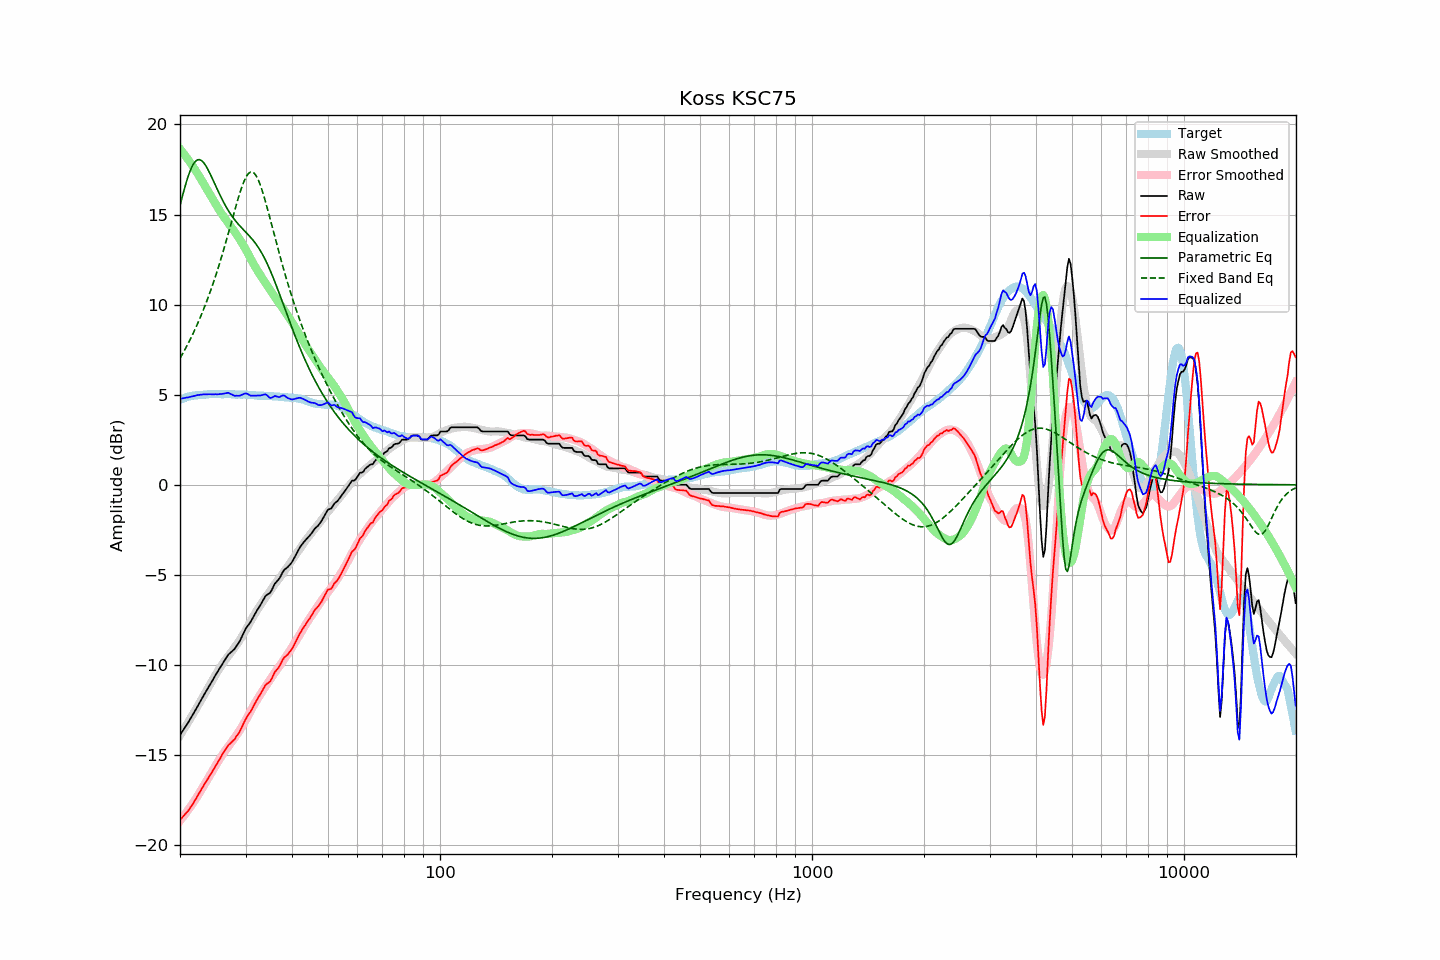 Koss KSC75
20
15
10
5
0
−5
−10
−15
−20
Amplitude (dBr)
100
1000
10000
Frequency (Hz)
Target
Raw Smoothed
Error Smoothed
Raw
Error
Equalization
Parametric Eq
Fixed Band Eq
Equalized